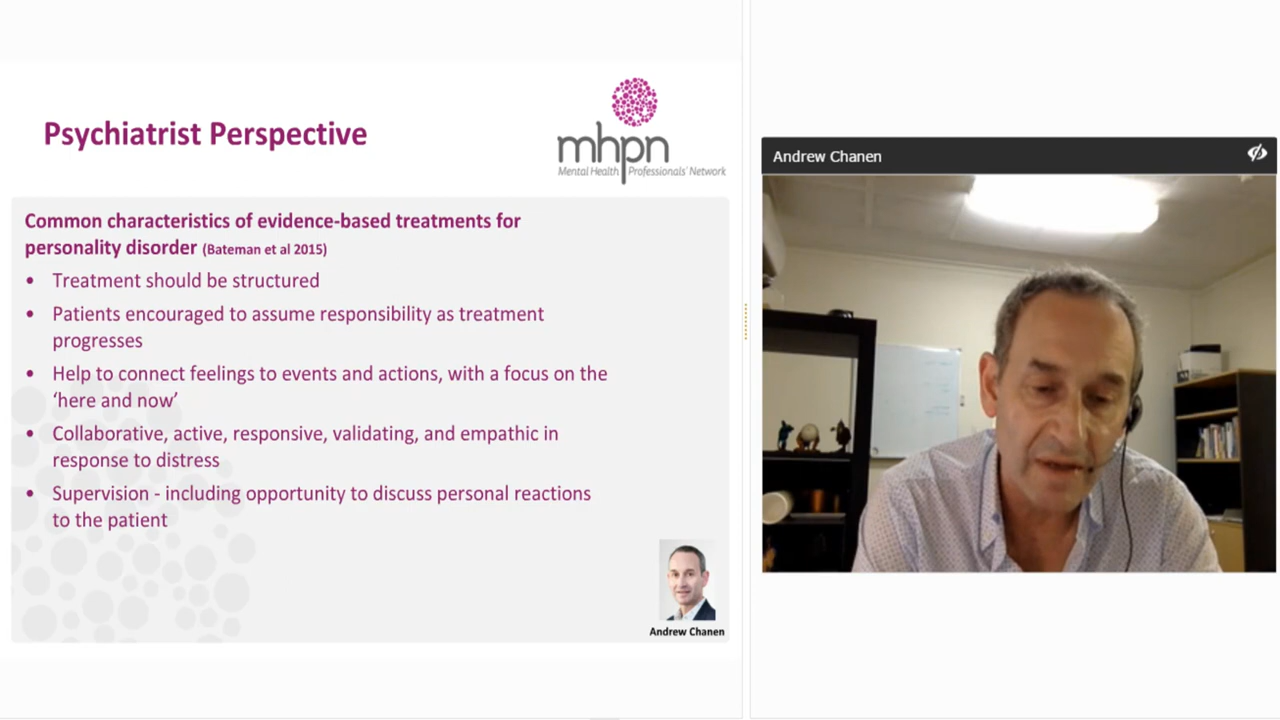 Psychiatrist Perspective
mhpn
Mental Health Professionals' Network
Common characteristics of evidence-based treatments for
personality disorder (Bateman et al 2015)
• Treatment should be structured
• Patients encouraged to assume responsibility as treatment
progresses
• Help to connect feelings to events and actions, with a focus on the
‘here and now’
• Collaborative, active, responsive, validating, and empathic in
response to distress
• Supervision - including opportunity to discuss personal reactions
to the patient
Andrew Chanen
Andrew Chanen